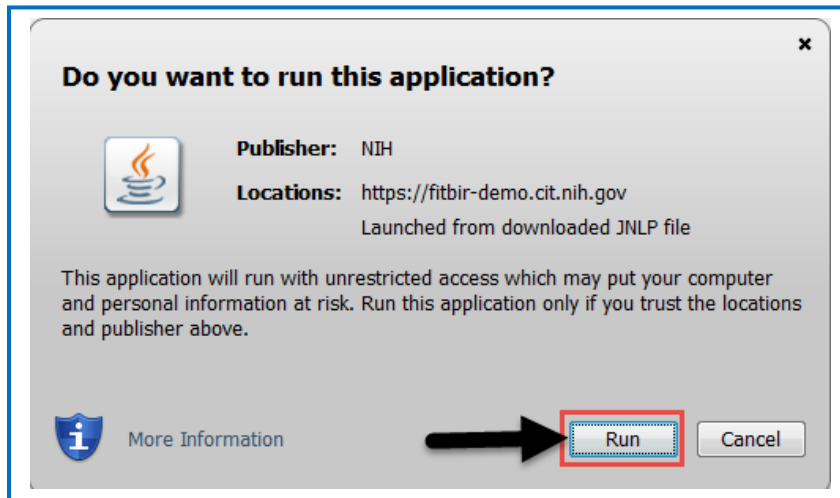 Do you want to run this application?
Publisher: NIH
Locations: https://fitbir-demo.cit.nih.gov
Launched from downloaded JNLP file
This application will run with unrestricted access which may put your computer
and personal information at risk. Run this application only if you trust the locations
and publisher above.
More Information
Run
Cancel